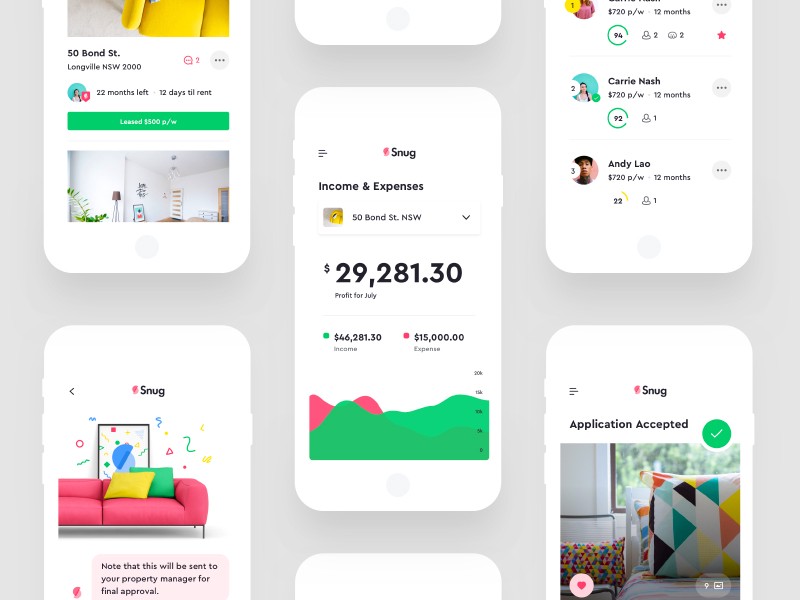 50 Bond St.
Longville NSW 2000
2
22 months left · 12 days til rent
Leased $500 p/w
Snug
Note that this will be sent to
your property manager for
final approval.
Snug
Income & Expenses
50 Bond St. NSW
$ 29,281.30
Profit for July
$46,281.30
Income
$15,000.00
Expense
20k
15k
10k
5k
0
1
$720 p/w · 12 months
94
2
2
2
Carrie Nash
$720 p/w · 12 months
92
1
3
Andy Lao
$720 p/w · 12 months
22
1
Snug
Application Accepted
9